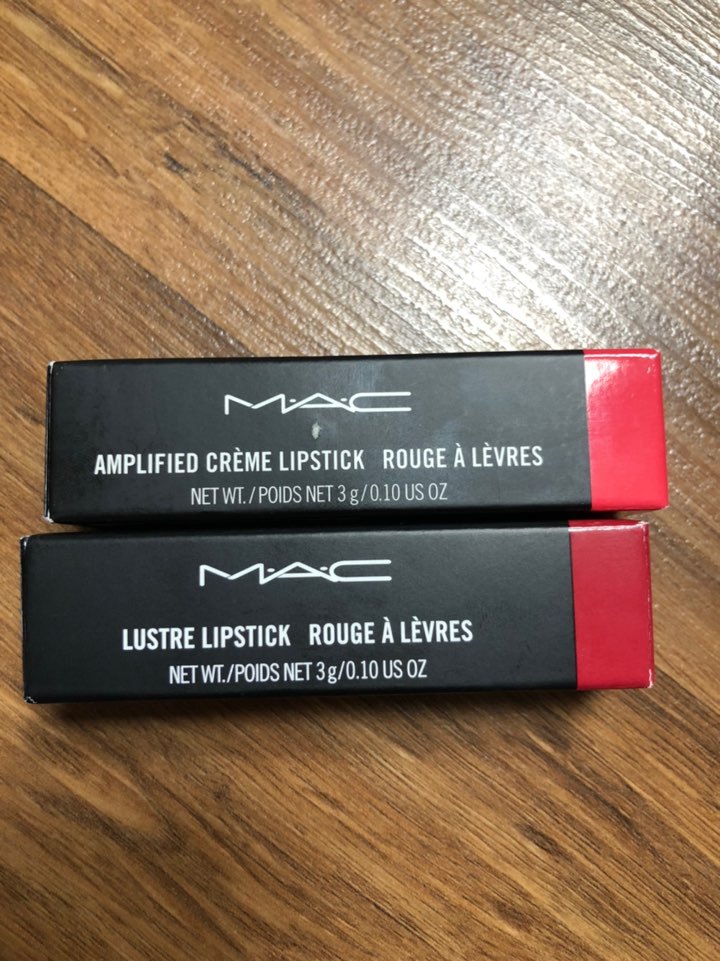 M·A·C
AMPLIFIED CRÈME LIPSTICK ROUGE À LÈVRES
NET WT. / POIDS NET 3 g / 0.10 US OZ
M·A·C
LUSTRE LIPSTICK ROUGE À LÈVRES
NET WT./POIDS NET 3 g/0.10 US OZ